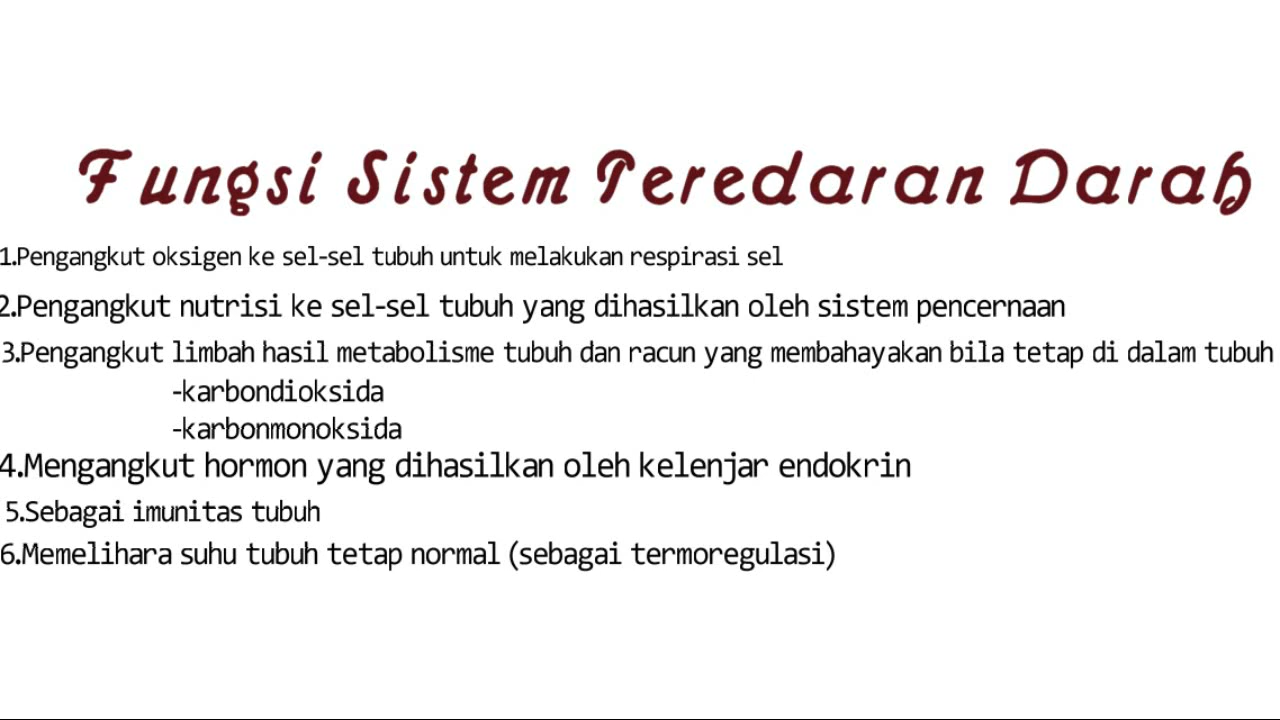 Fungsi Sistem Peredaran Darah
1.Pengangkut oksigen ke sel-sel tubuh untuk melakukan respirasi sel
2.Pengangkut nutrisi ke sel-sel tubuh yang dihasilkan oleh sistem pencernaan
3.Pengangkut limbah hasil metabolisme tubuh dan racun yang membahayakan bila tetap di dalam tubuh
-karbondioksida
-karbonmonoksida
4.Mengangkut hormon yang dihasilkan oleh kelenjar endokrin
5.Sebagai imunitas tubuh
6.Memelihara suhu tubuh tetap normal (sebagai termoregulasi)